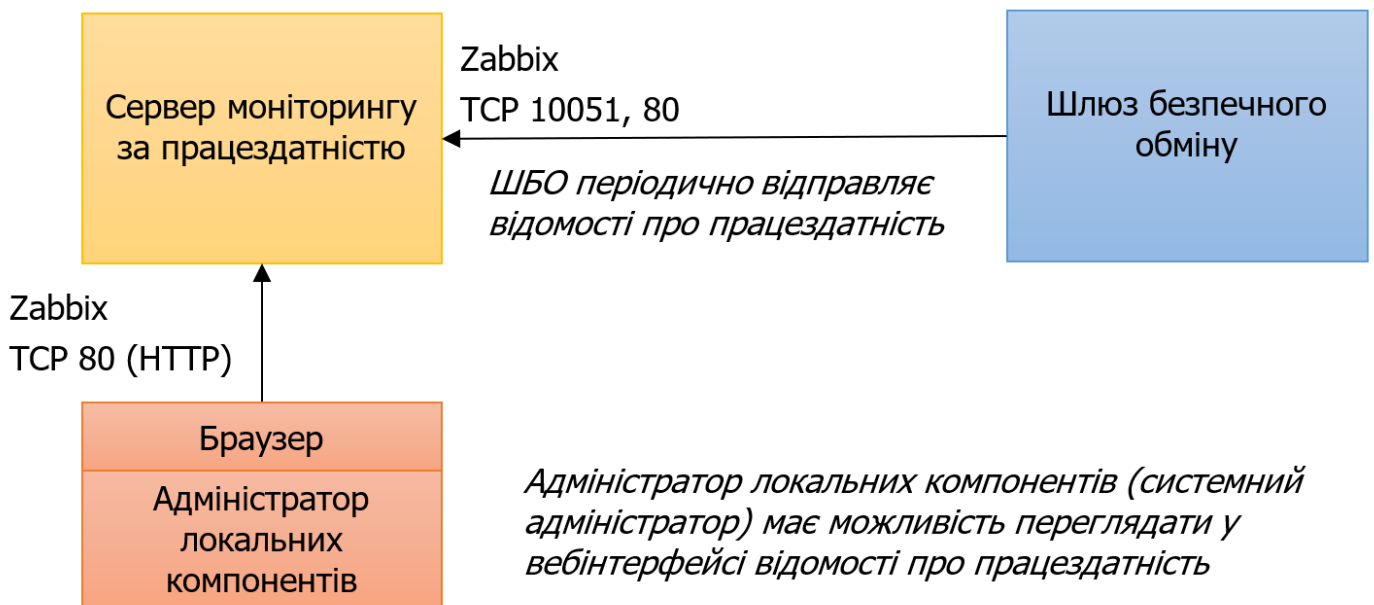 Сервер моніторингу
за працездатністю
Zabbix
TCP 10051, 80
ШБО періодично відправляє
відомості про працездатність
Шлюз безпечного
обміну
Zabbix
TCP 80 (HTTP)
Браузер
Адміністратор
локальних
компонентів
Адміністратор локальних компонентів (системний
адміністратор) має можливість переглядати у
вебінтерфейсі відомості про працездатність